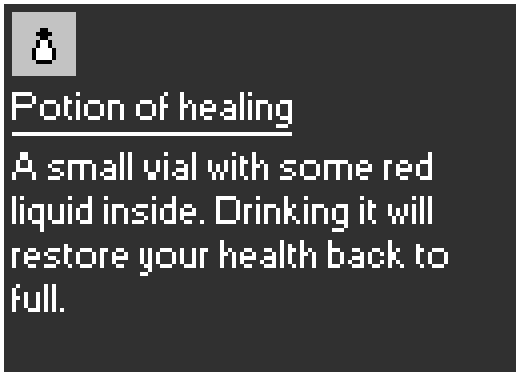 Potion of healing
A small vial with some red
liquid inside. Drinking it will
restore your health back to
full.